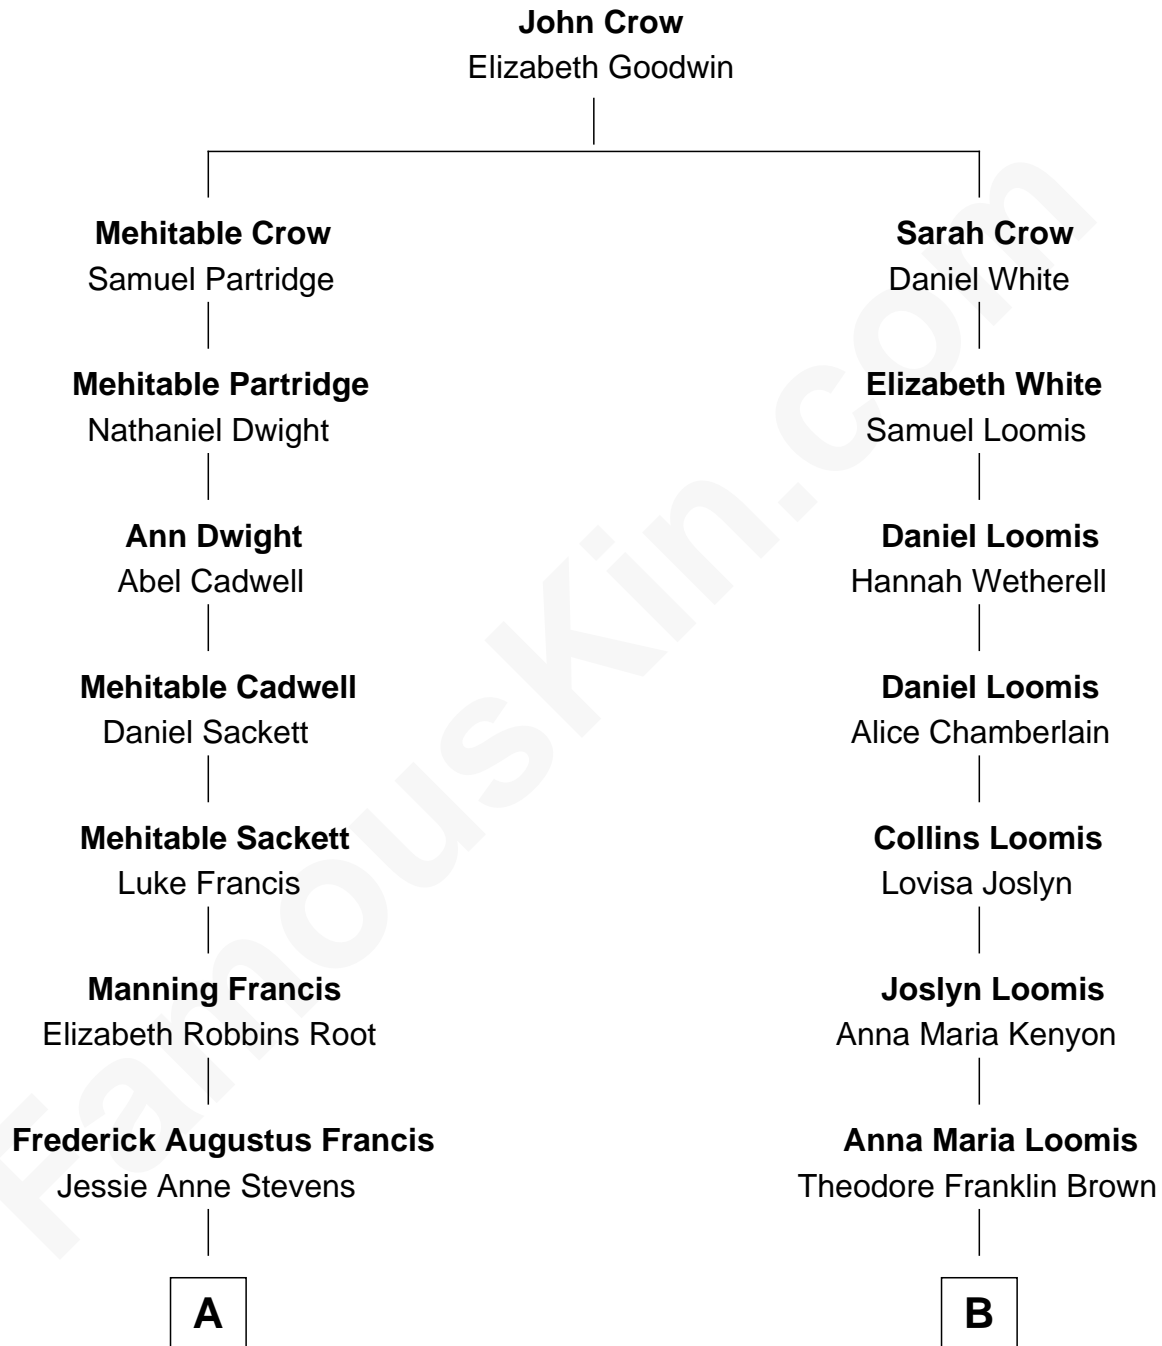 John Crow
Elizabeth Goodwin
Mehitable Crow
Samuel Partridge
Sarah Crow
Daniel White
Mehitable Partridge
Nathaniel Dwight
Elizabeth White
Samuel Loomis
Ann Dwight
Abel Cadwell
Daniel Loomis
Hannah Wetherell
Mehitable Cadwell
Daniel Sackett
Daniel Loomis
Alice Chamberlain
Mehitable Sackett
Luke Francis
Collins Loomis
Lovisa Joslyn
Manning Francis
Elizabeth Robbins Root
Joslyn Loomis
Anna Maria Kenyon
Frederick Augustus Francis
Jessie Anne Stevens
Anna Maria Loomis
Theodore Franklin Brown
A
B
FamousKin.com